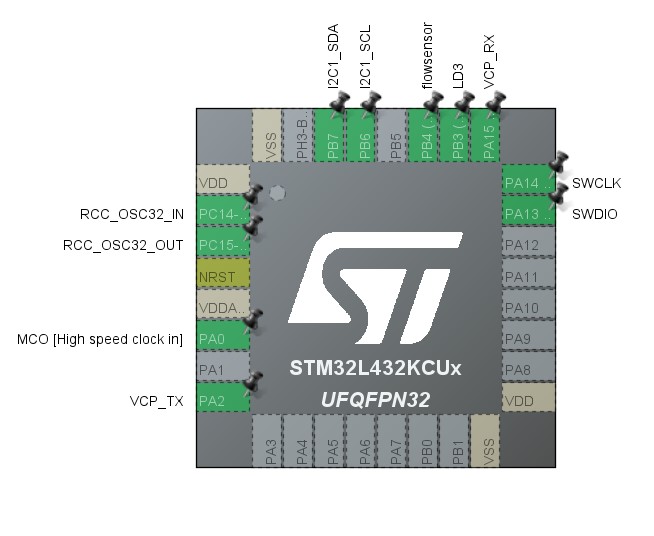 I2C1_SDA
I2C1_SCL
flowsensor
LD3
VCP_RX
VSS
PH3-B..
PB7
PB6
PB5
PB4 (..
PB3 (
PA15
VDD
RCC_OSC32_IN PC14-..
RCC_OSC32_OUT PC15-..
NRST
VDDA..
MCO [High speed clock in] PA0
PA1
VCP_TX PA2
PA14 .. SWCLK
PA13 .. SWDIO
PA12
PA11
PA10
PA9
PA8
VDD
ST
STM32L432KCUx
UFQFPN32
PA3
PA4
PA5
PA6
PA7
PB0
PB1
VSS